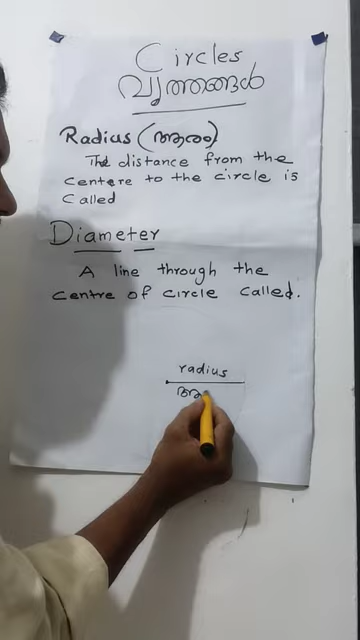 Circles
വൃത്തങ്ങൾ
Radius (ആരം)
The distance from the
centere to the circle is
called
Diameter
A line through the
centre of circle called.
radius
ആ